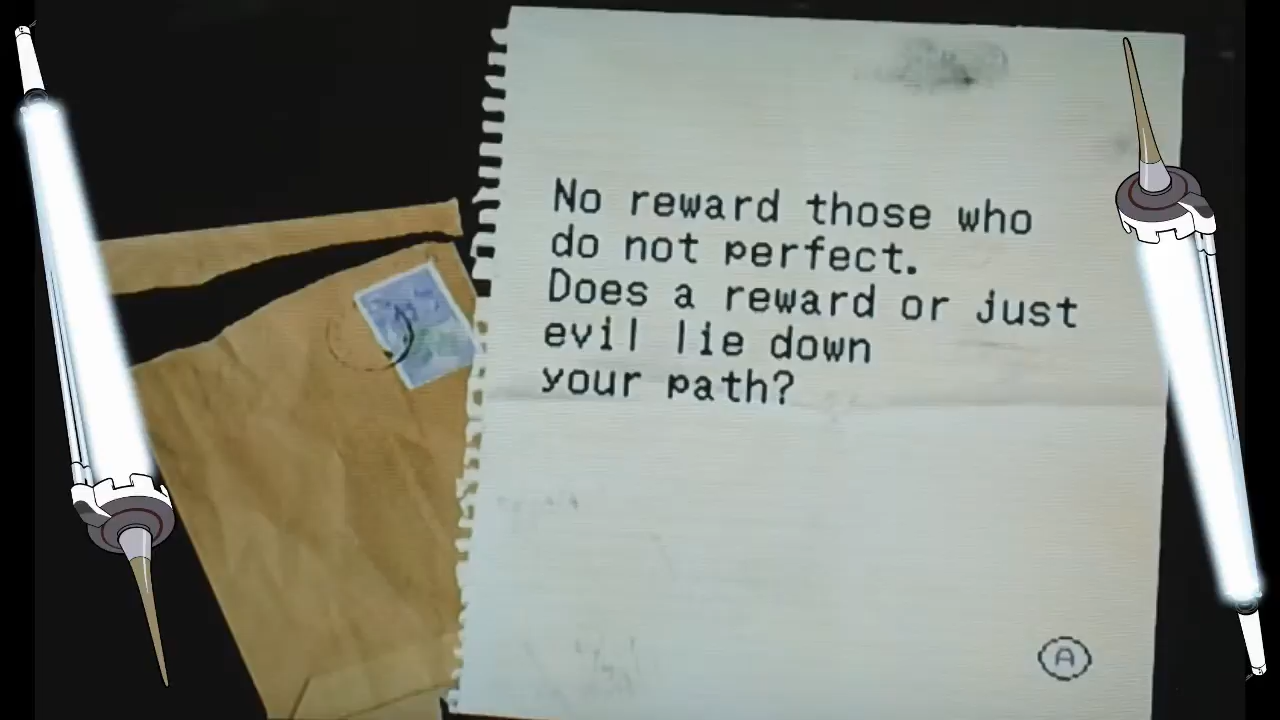 No reward those who
do not perfect.
Does a reward or just
evil lie down
your path?
A